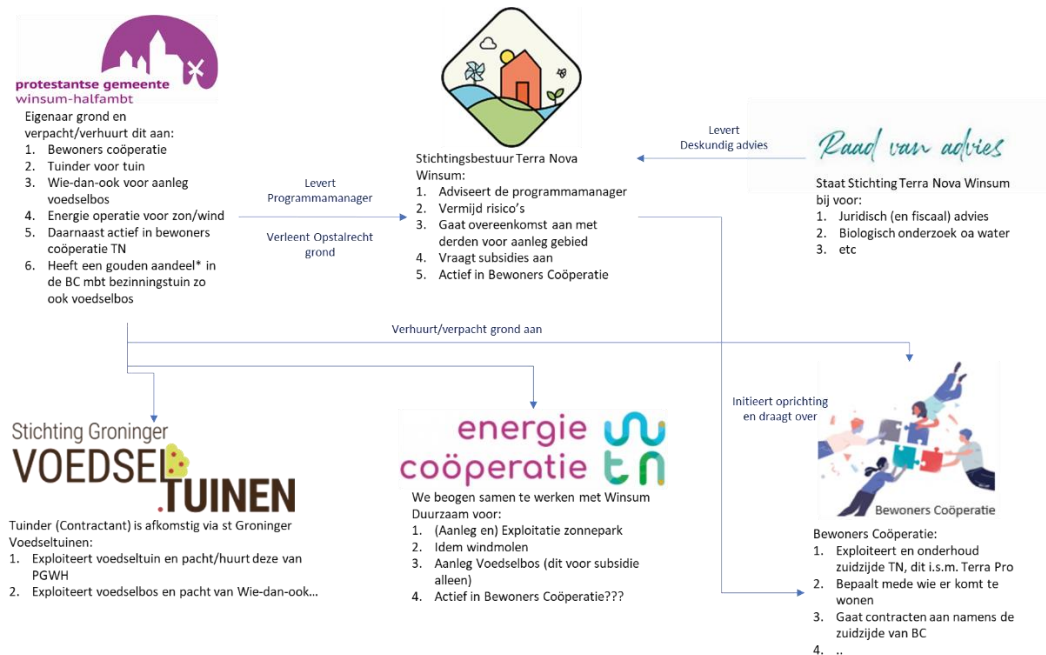 protestantse gemeente
winsum-halfambt
Eigenaar grond en
verpacht/verhuurt dit aan:
1. Bewoners coöperatie
2. Tuinder voor tuin
3. Wie-dan-ook voor aanleg
voedselbos
4. Energie operatie voor zon/wind
5. Daarnaast actief in bewoners
coöperatie TN
6. Heeft een gouden aandeel* in
de BC mbt bezinningstuin zo
ook voedselbos
Levert
Programmamanager
Verleent Opstalrecht
grond
Stichtingsbestuur Terra Nova
Winsum:
1. Adviseert de programmamanager
2. Vermijd risico's
3. Gaat overeenkomst aan met
derden voor aanleg gebied
4. Vraagt subsidies aan
5. Actief in Bewoners Coöperatie
Levert
Deskundig advies
Raad van advies
Staat Stichting Terra Nova Winsum
bij voor:
1. Juridisch (en fiscaal) advies
2. Biologisch onderzoek oa water
3. etc
Verhuurt/verpacht grond aan
Initieert oprichting
en draagt over
Stichting Groninger
VOEDSEL
.TUINEN
Tuinder (Contractant) is afkomstig via st Groninger
Voedseltuinen:
1. Exploiteert voedseltuin en pacht/huurt deze van
PGWH
2. Exploiteert voedselbos en pacht van Wie-dan-ook...
energie
coöperatie
We beogen samen te werken met Winsum
Duurzaam voor:
1. (Aanleg en) Exploitatie zonnepark
2. Idem windmolen
3. Aanleg Voedselbos (dit voor subsidie
alleen)
4. Actief in Bewoners Coöperatie???
Bewoners Coöperatie
Bewoners Coöperatie:
1. Exploiteert en onderhoud
zuidzijde TN, dit i.s.m. Terra Pro
2. Bepaalt mede wie er komt te
wonen
3. Gaat contracten aan namens de
zuidzijde van BC
4. ..